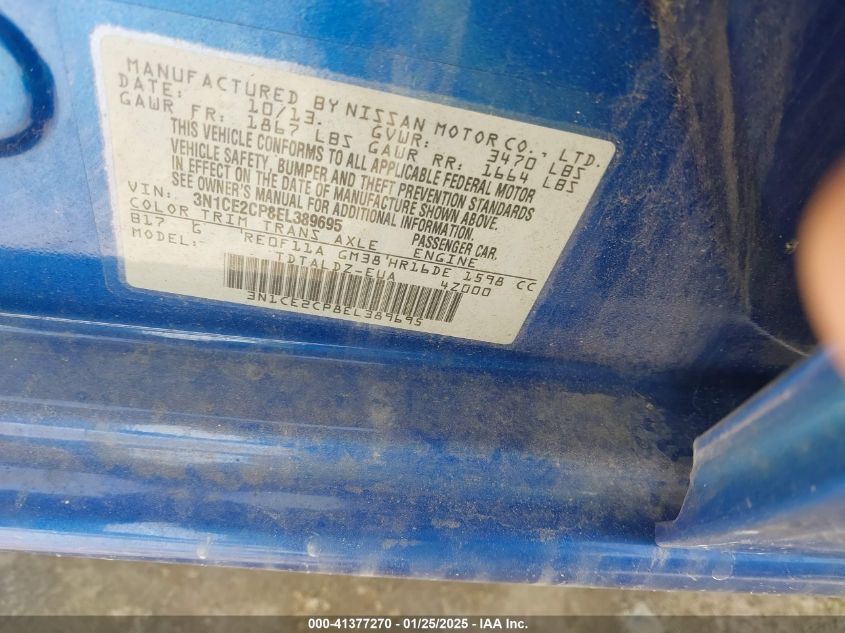 MANUFACTURED BY NISSAN MOTOR CO., LTD.
DATE: 10/13 GVWR: 3470 LBS
GAWR FR: 1867 LBS GAWR RR: 1664 LBS
THIS VEHICLE CONFORMS TO ALL APPLICABLE FEDERAL MOTOR
VEHICLE SAFETY, BUMPER AND THEFT PREVENTION STANDARDS
IN EFFECT ON THE DATE OF MANUFACTURE SHOWN ABOVE.
SEE OWNER'S MANUAL FOR ADDITIONAL INFORMATION.
VIN: 3N1CE2CP8EL389695 PASSENGER CAR.
COLOR TRIM TRANS AXLE ENGINE
B17 G RE0F11A GM38 HR16DE 1598 CC
MODEL: TDTALDZ-EUA 4Z000
3N1CE2CP8EL389695
000-41377270 | 01/25/2025 - IAA Inc.